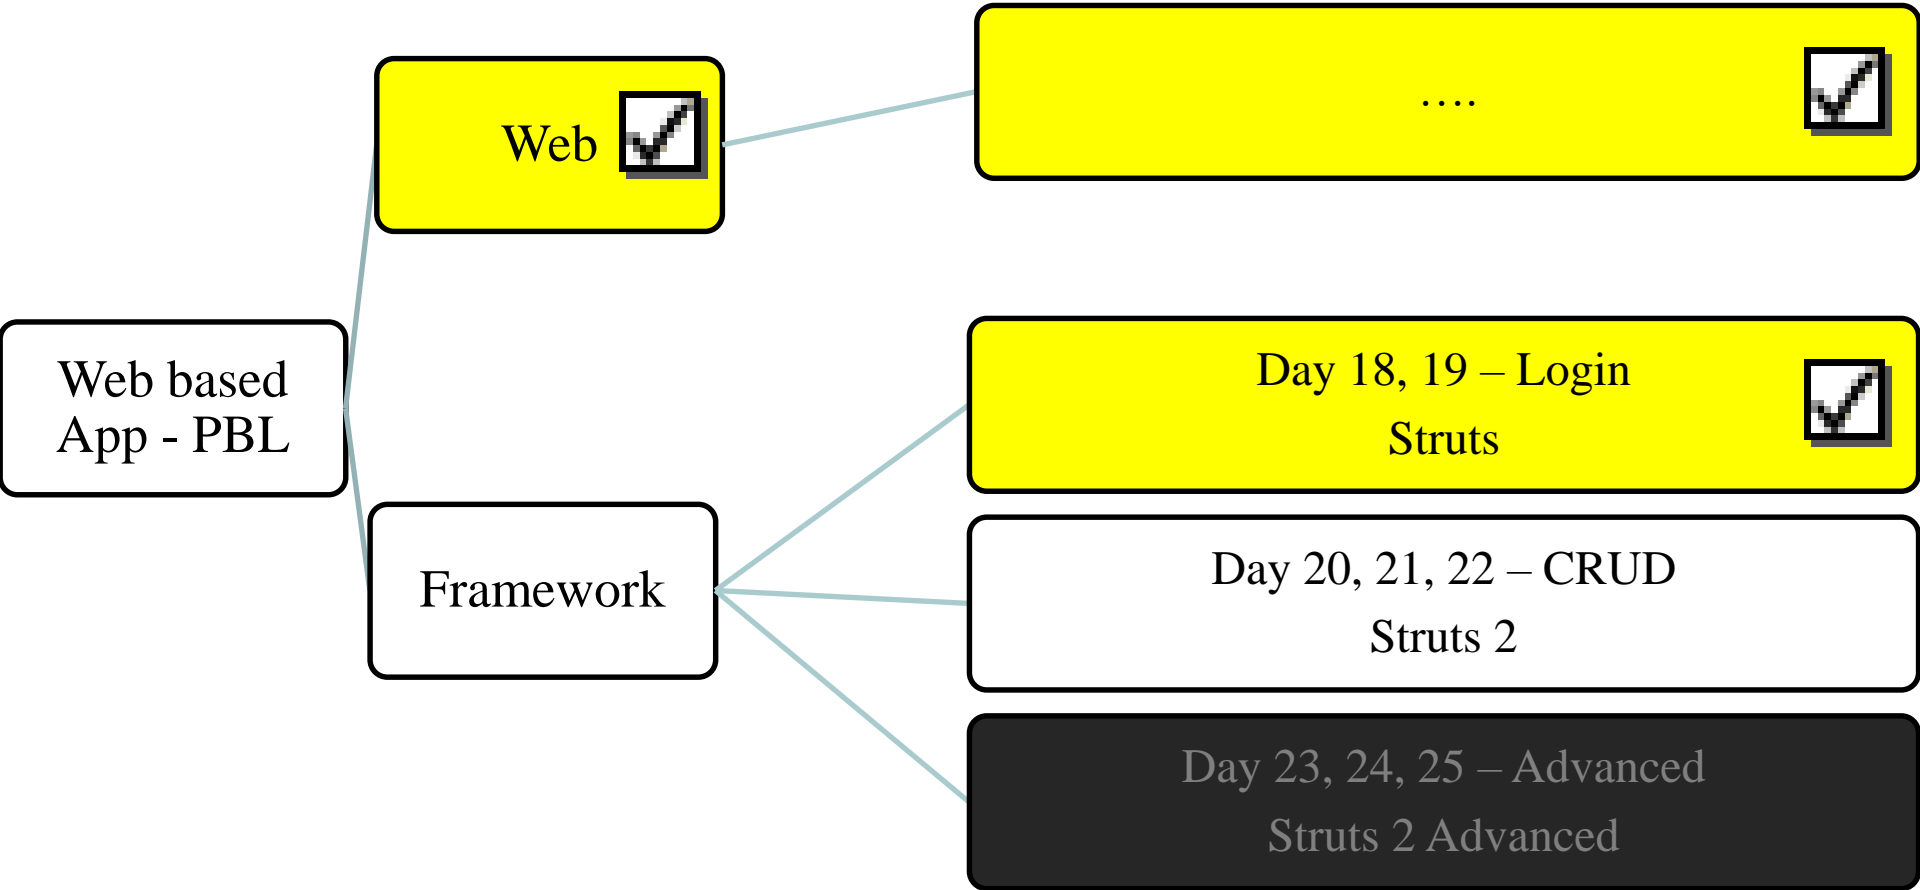 Web
….
Web based
App - PBL
Framework
Day 18, 19 – Login
Struts
Day 20, 21, 22 – CRUD
Struts 2
Day 23, 24, 25 – Advanced
Struts 2 Advanced